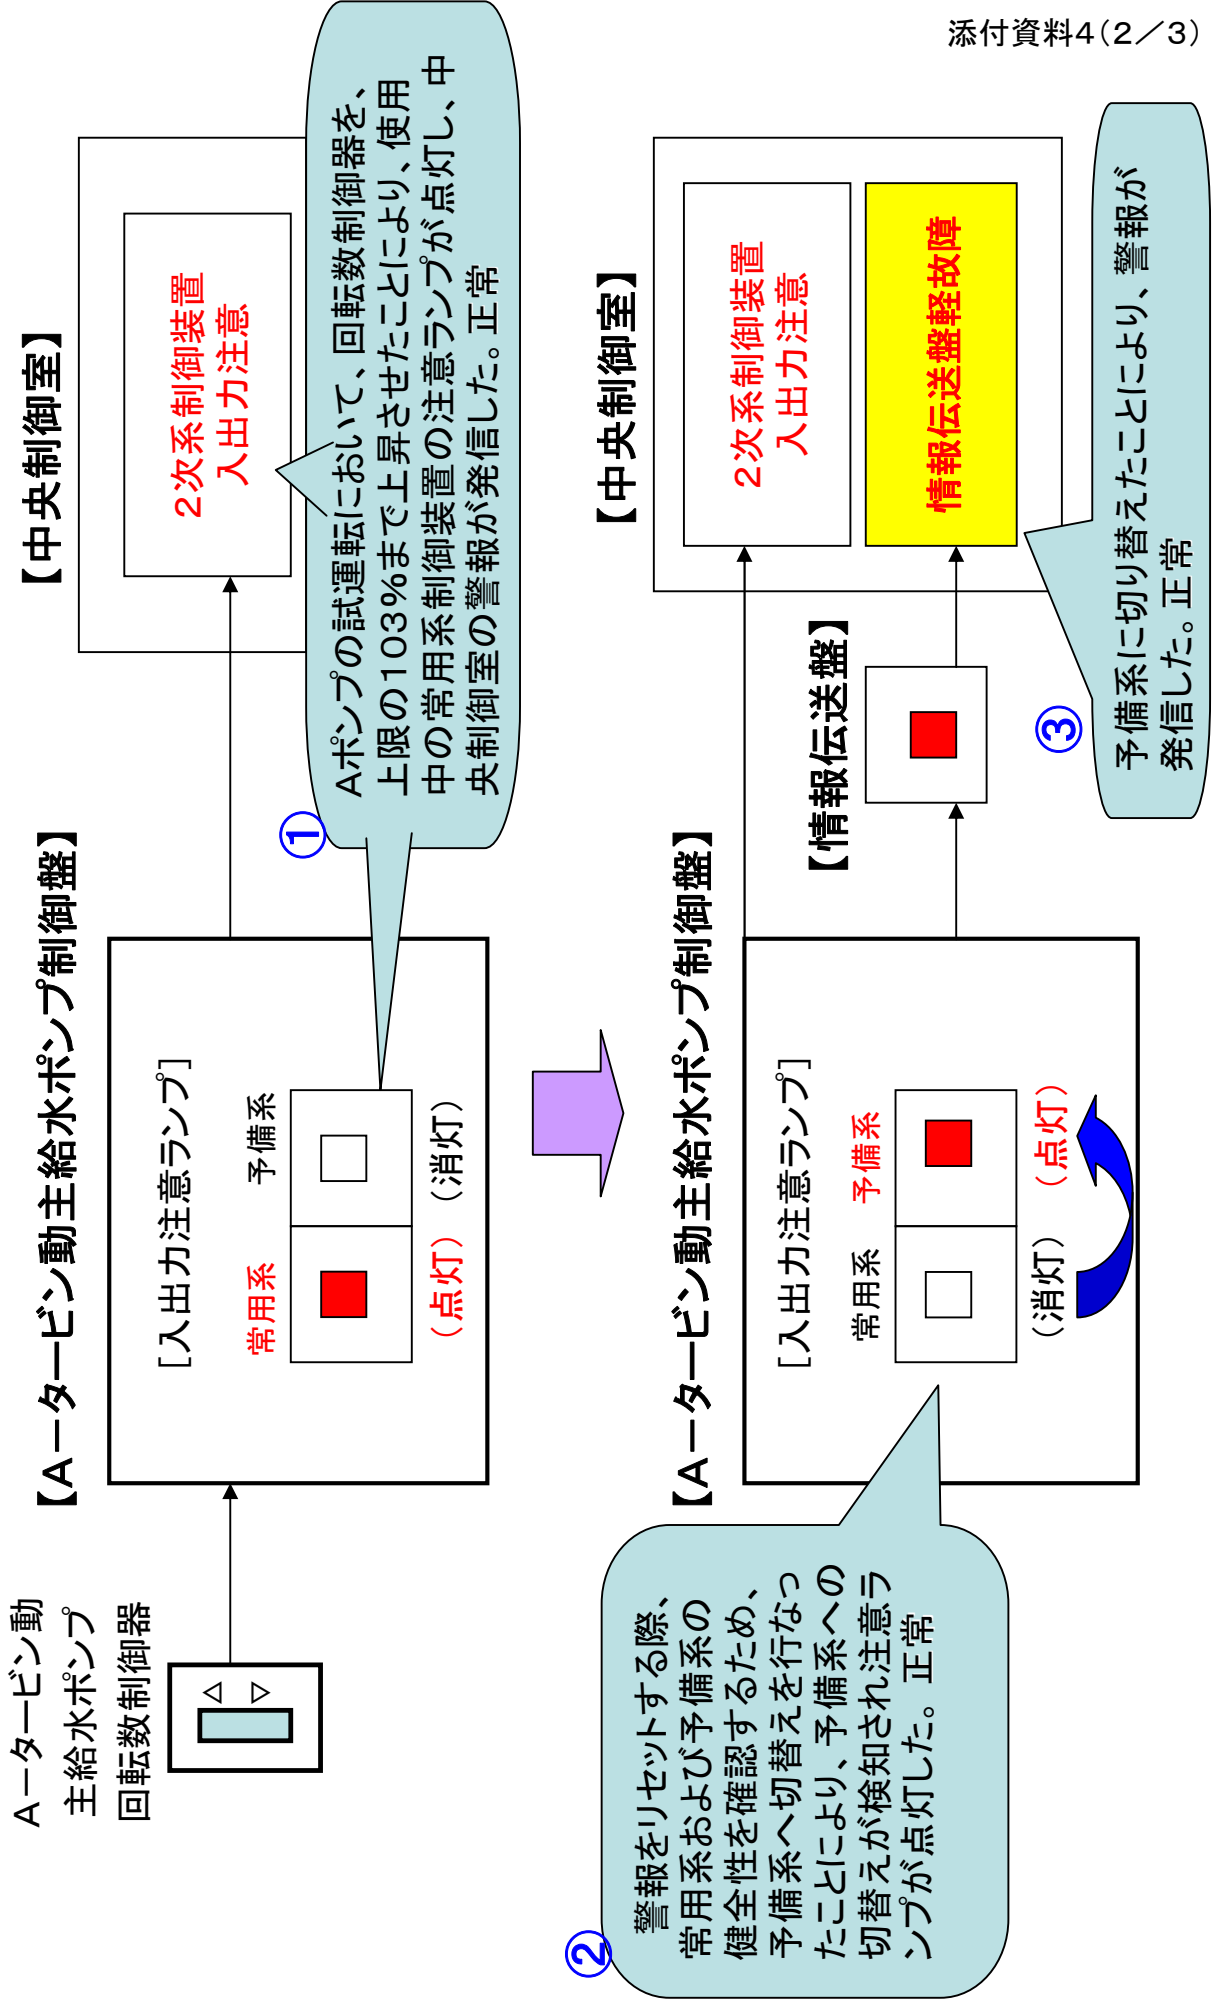 添付資料4(2/3)
Aータービン動
主給水ポンプ
回転数制御器
△
▽
【Aータービン動主給水ポンプ制御盤】
[入出力注意ランプ]
常用系
予備系
(点灯)
(消灯)
【中央制御室】
2次系制御装置
入出力注意
①
Aポンプの試運転において、回転数制御器を、
上限の103%まで上昇させたことにより、使用
中の常用系制御装置の注意ランプが点灯し、中
央制御室の警報が発信した。正常
②
警報をリセットする際、
常用系および予備系の
健全性を確認するため、
予備系へ切替えを行なっ
たことにより、予備系への
切替えが検知され注意ラ
ンプが点灯した。正常
【Aータービン動主給水ポンプ制御盤】
[入出力注意ランプ]
常用系
予備系
(消灯)
(点灯)
【情報伝送盤】
【中央制御室】
2次系制御装置
入出力注意
情報伝送盤軽故障
③
予備系に切り替えたことにより、警報が
発信した。正常